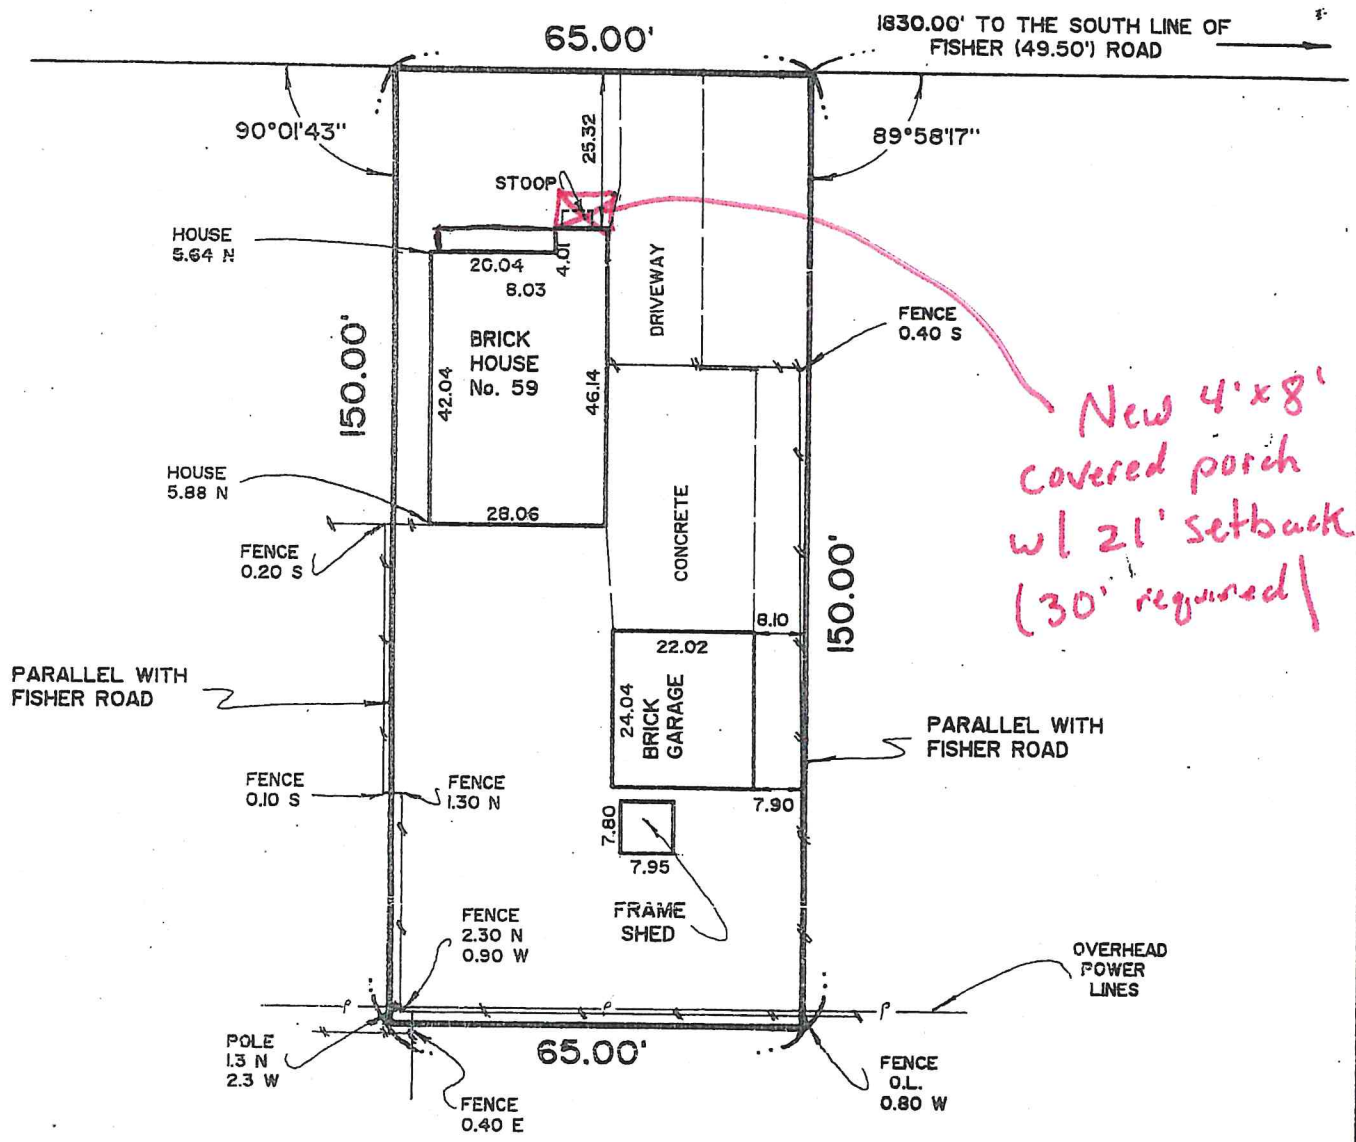 65.00'
1830.00' TO THE SOUTH LINE OF
FISHER (49.50') ROAD
90°01'43"
89°58'17"
25.32
STOOP
HOUSE
5.64 N
20.04
4.01
8.03
DRIVEWAY
FENCE
0.40 S
150.00'
BRICK
HOUSE
No. 59
42.04
46.14
New 4'x8'
covered porch
w/ 21' setback
(30' required)
HOUSE
5.88 N
28.06
CONCRETE
FENCE
0.20 S
150.00'
8.10
22.02
PARALLEL WITH
FISHER ROAD
24.04
BRICK
GARAGE
PARALLEL WITH
FISHER ROAD
FENCE
0.10 S
FENCE
1.30 N
7.90
7.80
7.95
FRAME
SHED
FENCE
2.30 N
0.90 W
OVERHEAD
POWER
LINES
P
P
P
POLE
1.3 N
2.3 W
65.00'
FENCE
O.L.
0.80 W
FENCE
0.40 E